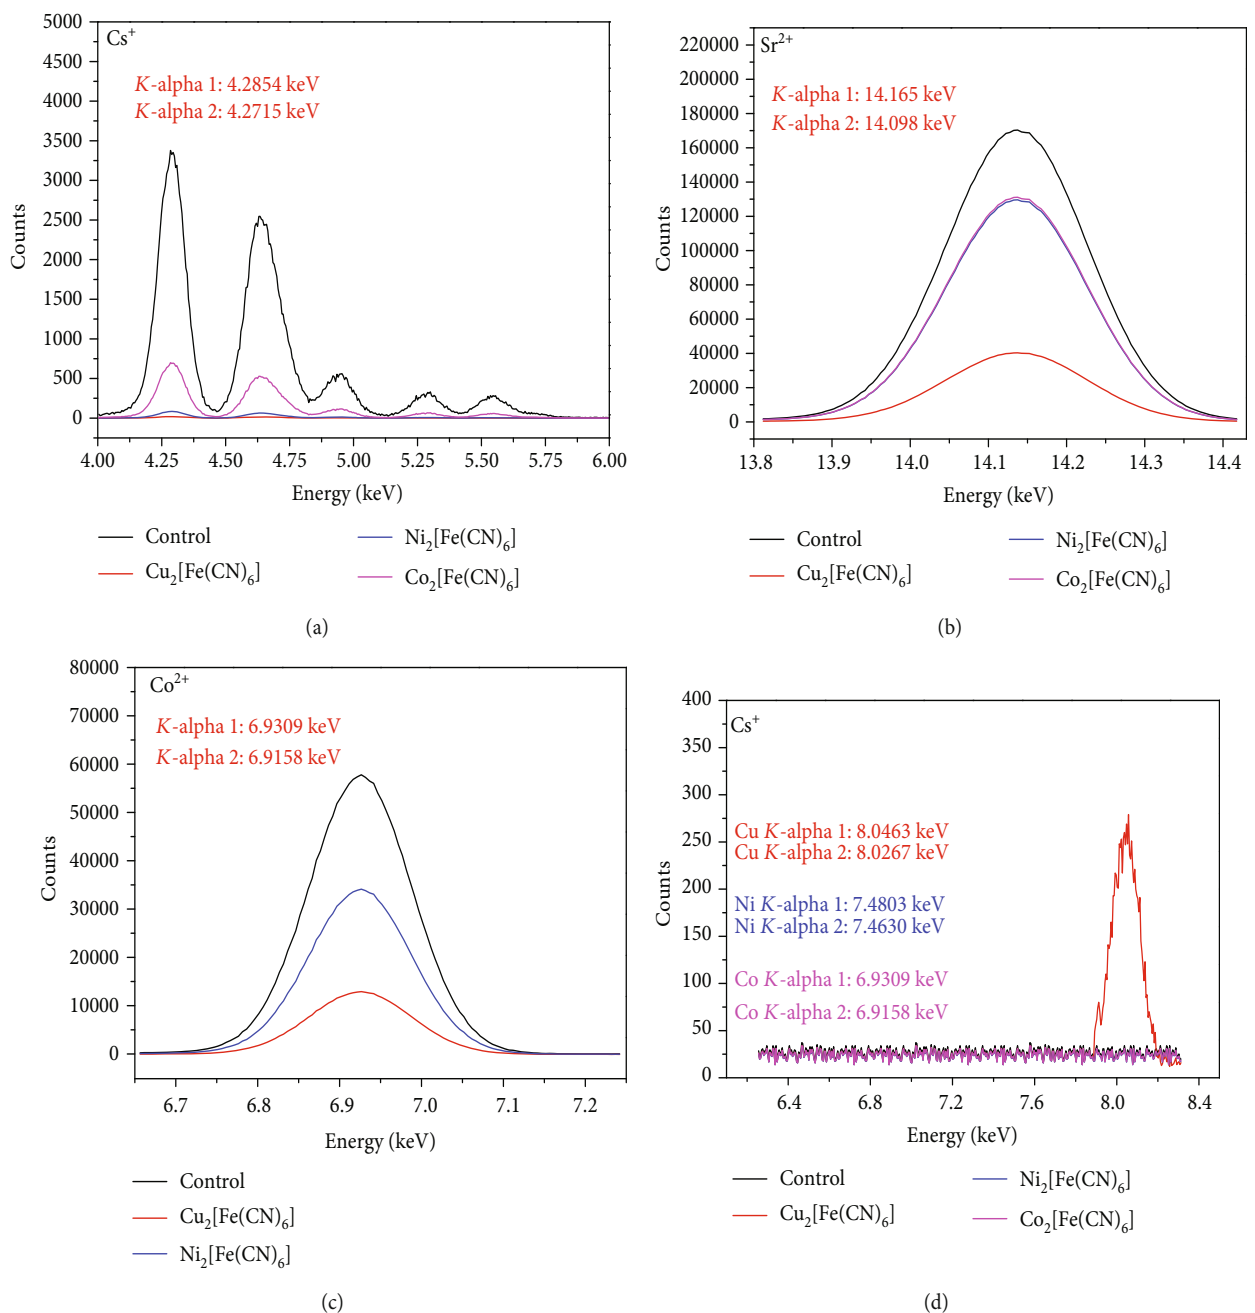 Cs⁺
K-alpha 1: 4.2854 keV
K-alpha 2: 4.2715 keV
5000
4500
4000
3500
3000
2500
2000
1500
1000
500
0
Counts
4.00 4.25 4.50 4.75 5.00 5.25 5.50 5.75 6.00
Energy (keV)
Control
Cu₂[Fe(CN)₆]
Ni₂[Fe(CN)₆]
Co₂[Fe(CN)₆]
(a)
Sr²⁺
K-alpha 1: 14.165 keV
K-alpha 2: 14.098 keV
220000
200000
180000
160000
140000
120000
100000
80000
60000
40000
20000
0
Counts
13.8 13.9 14.0 14.1 14.2 14.3 14.4
Energy (keV)
Control
Cu₂[Fe(CN)₆]
Ni₂[Fe(CN)₆]
Co₂[Fe(CN)₆]
(b)
Co²⁺
K-alpha 1: 6.9309 keV
K-alpha 2: 6.9158 keV
80000
70000
60000
50000
40000
30000
20000
10000
0
Counts
6.7 6.8 6.9 7.0 7.1 7.2
Energy (keV)
Control
Cu₂[Fe(CN)₆]
Ni₂[Fe(CN)₆]
(c)
Cs⁺
Cu K-alpha 1: 8.0463 keV
Cu K-alpha 2: 8.0267 keV
Ni K-alpha 1: 7.4803 keV
Ni K-alpha 2: 7.4630 keV
Co K-alpha 1: 6.9309 keV
Co K-alpha 2: 6.9158 keV
400
350
300
250
200
150
100
50
25
0
Counts
6.4 6.8 7.2 7.6 8.0 8.4
Energy (keV)
Control
Cu₂[Fe(CN)₆]
Ni₂[Fe(CN)₆]
Co₂[Fe(CN)₆]
(d)